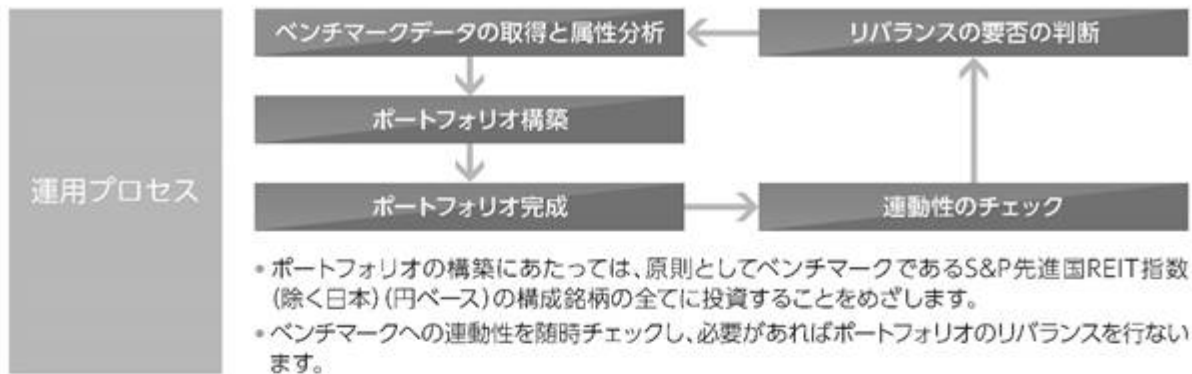 運用プロセス
ベンチマークデータの取得と属性分析
リバランスの要否の判断
ポートフォリオ構築
ポートフォリオ完成
連動性のチェック
• ポートフォリオの構築にあたっては、原則としてベンチマークであるS&P先進国REIT指数
(除く日本)(円ベース)の構成銘柄の全てに投資することをめざします。
• ベンチマークへの連動性を随時チェックし、必要があればポートフォリオのリバランスを行ない
ます。